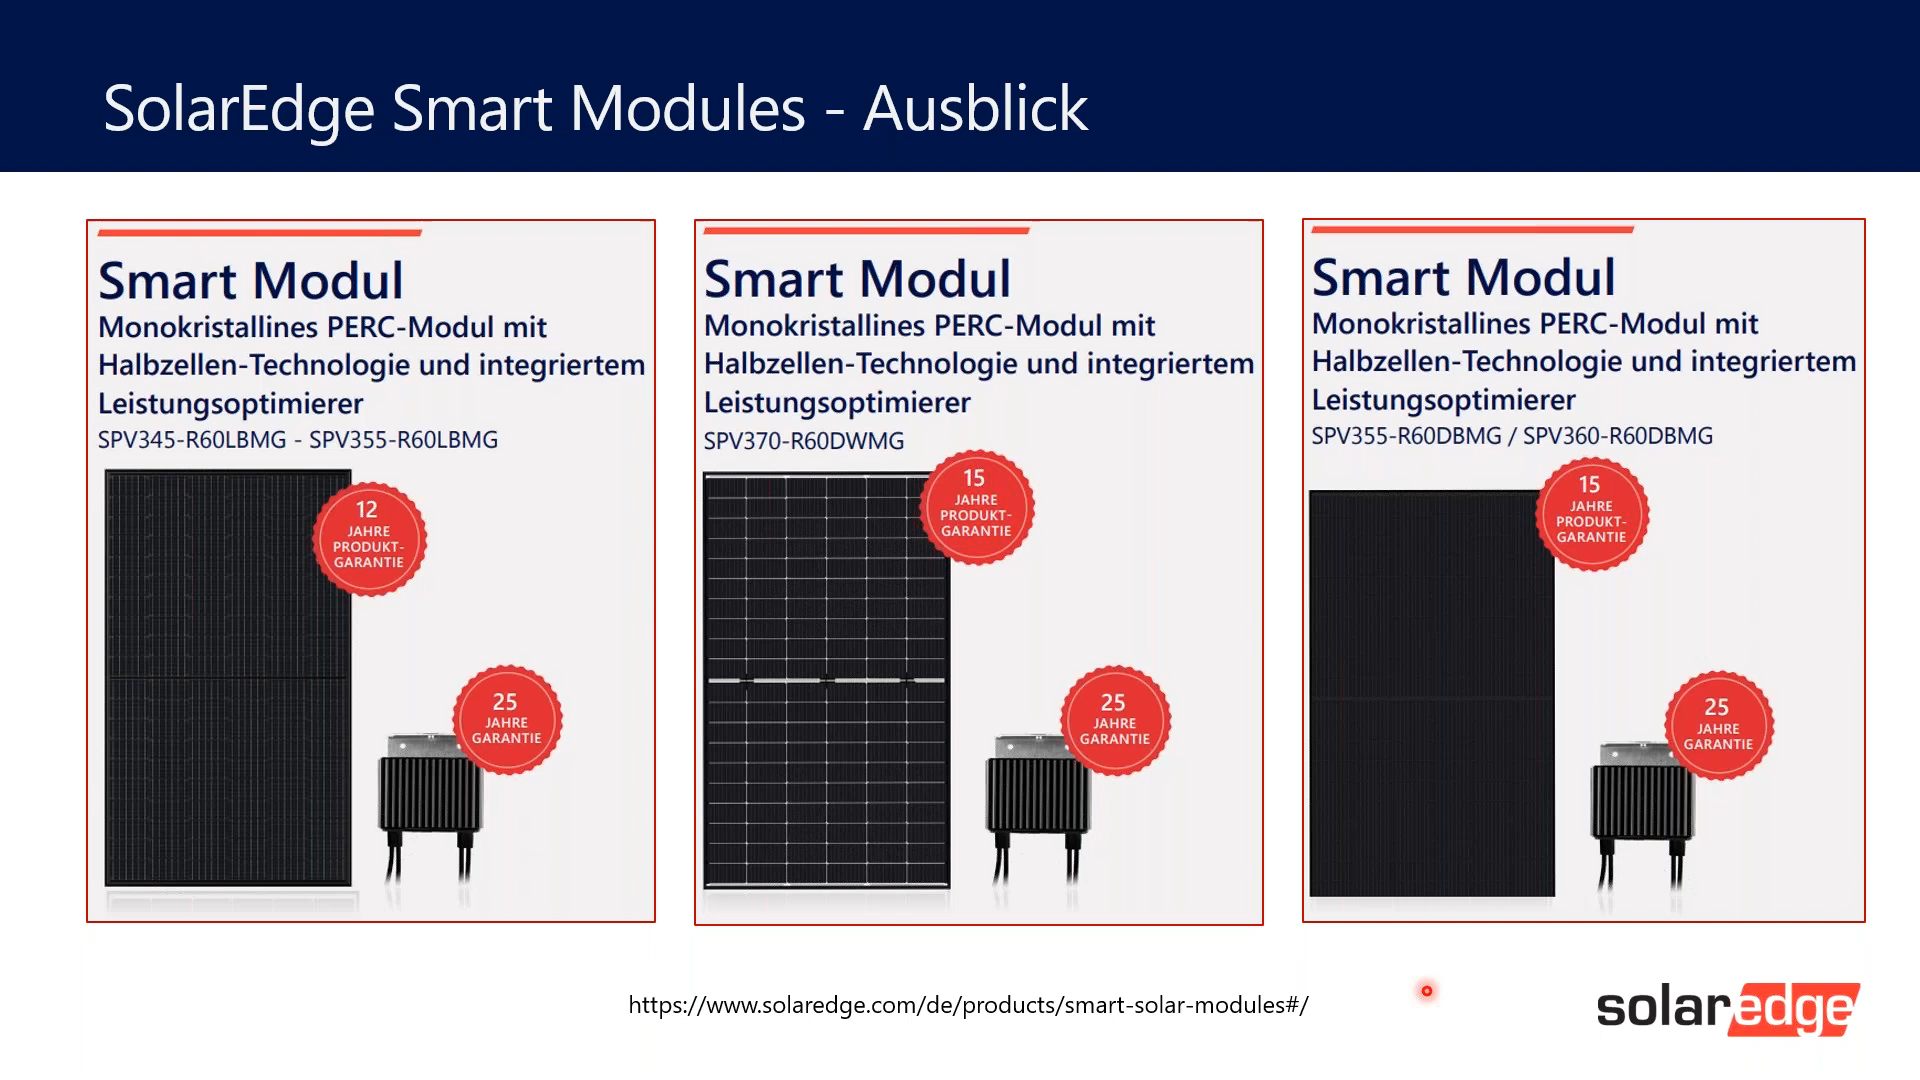 SolarEdge Smart Modules - Ausblick
Smart Modul
Monokristallines PERC-Modul mit
Halbzellen-Technologie und integriertem
Leistungsoptimierer
SPV345-R60LBMG - SPV355-R60LBMG
12
JAHRE
PRODUKT-
GARANTIE
25
JAHRE
GARANTIE
Smart Modul
Monokristallines PERC-Modul mit
Halbzellen-Technologie und integriertem
Leistungsoptimierer
SPV370-R60DWMG
15
JAHRE
PRODUKT-
GARANTIE
25
JAHRE
GARANTIE
Smart Modul
Monokristallines PERC-Modul mit
Halbzellen-Technologie und integriertem
Leistungsoptimierer
SPV355-R60DBMG / SPV360-R60DBMG
15
JAHRE
PRODUKT-
GARANTIE
25
JAHRE
GARANTIE
https://www.solaredge.com/de/products/smart-solar-modules#/
solaredge